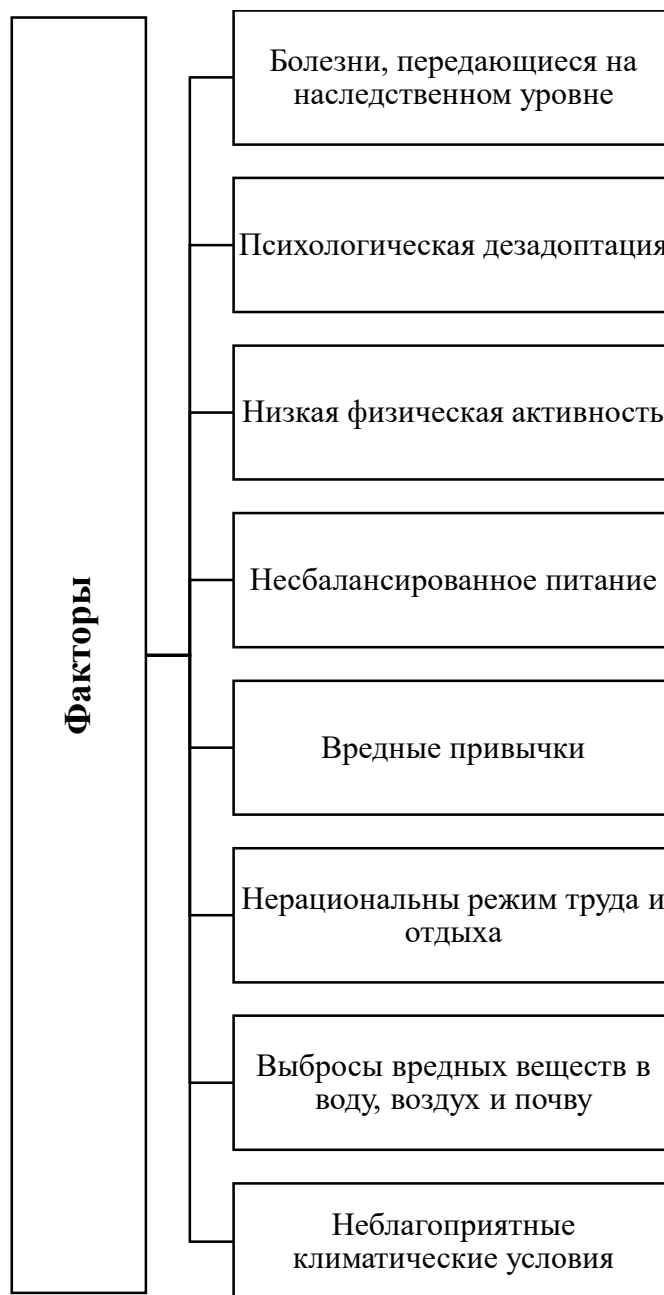 Факторы
Болезни, передающиеся на
наследственном уровне
Психологическая дезадоптация
Низкая физическая активность
Несбалансированное питание
Вредные привычки
Нерациональны режим труда и
отдыха
Выбросы вредных веществ в
воду, воздух и почву
Неблагоприятные
климатические условия